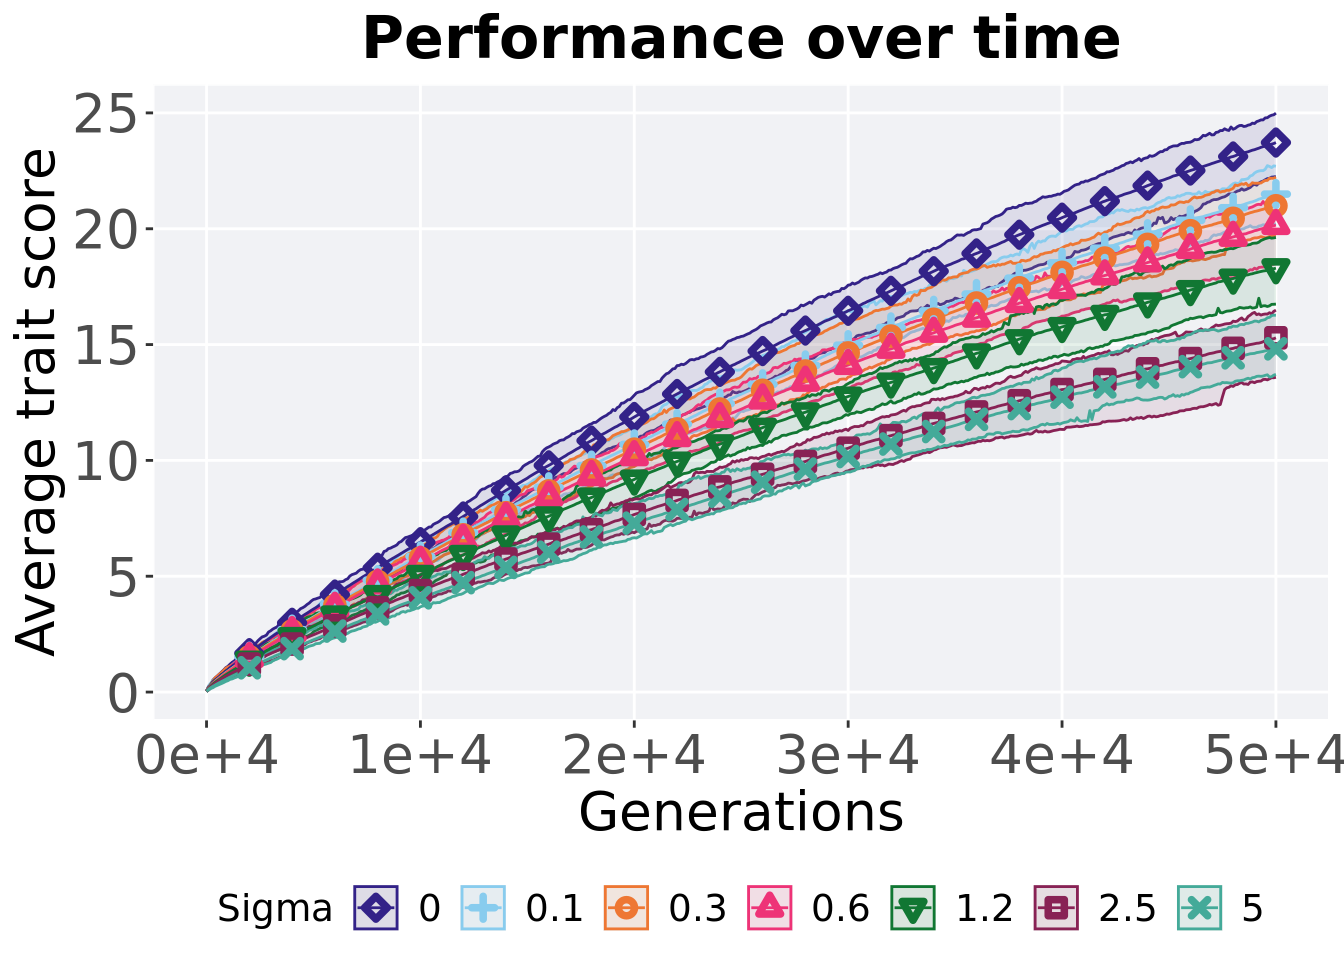 Performance over time
Average trait score
25
20
15
10
5
0
0e+4 1e+4 2e+4 3e+4 4e+4 5e+4
Generations
Sigma 0 0.1 0.3 0.6 1.2 2.5 5